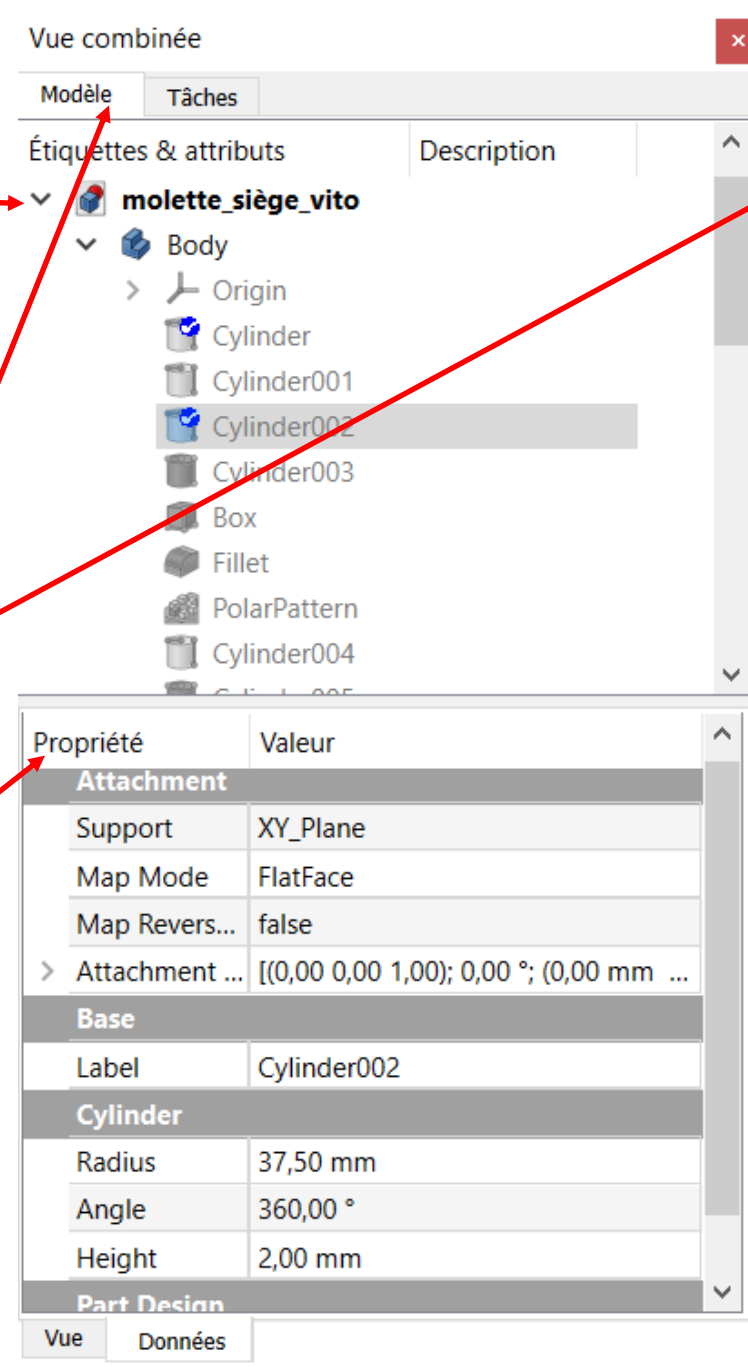 Vue combinée
Modèle Tâches
Étiquettes & attributs Description
molette_siège_vito
Body
Origin
Cylinder
Cylinder001
Cylinder002
Cylinder003
Box
Fillet
PolarPattern
Cylinder004
Propriété Valeur
Attachment
Support XY_Plane
Map Mode FlatFace
Map Revers... false
Attachment ... [(0,00 0,00 1,00); 0,00 °; (0,00 mm ...
Base
Label Cylinder002
Cylinder
Radius 37,50 mm
Angle 360,00 °
Height 2,00 mm
Part Design
Vue Données